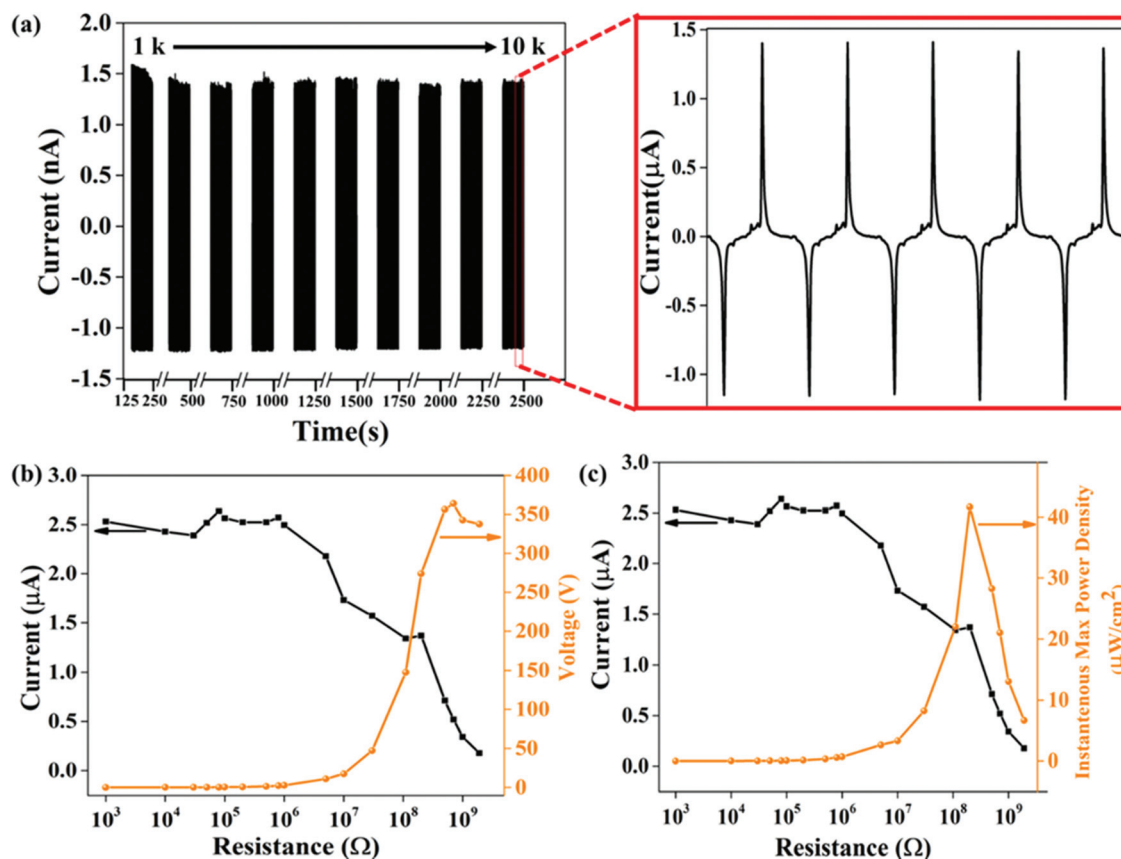 (a)
2.0
1.5
1.0
0.5
0.0
-0.5
-1.0
-1.5
Current (nA)
1 k
10 k
125 250 500 750 1000 1250 1500 1750 2000 2250 2500
Time(s)
1.5
1.0
0.5
0.0
-0.5
-1.0
Current(μA)
(b)
3.0
2.5
2.0
1.5
1.0
0.5
0.0
Current (μA)
400
350
300
250
200
150
100
50
0
Voltage (V)
10³ 10⁴ 10⁵ 10⁶ 10⁷ 10⁸ 10⁹
Resistance (Ω)
(c)
3.0
2.5
2.0
1.5
1.0
0.5
0.0
Current (μA)
40
30
20
10
0
Instantenous Max Power Density
(μW/cm²)
10³ 10⁴ 10⁵ 10⁶ 10⁷ 10⁸ 10⁹
Resistance (Ω)